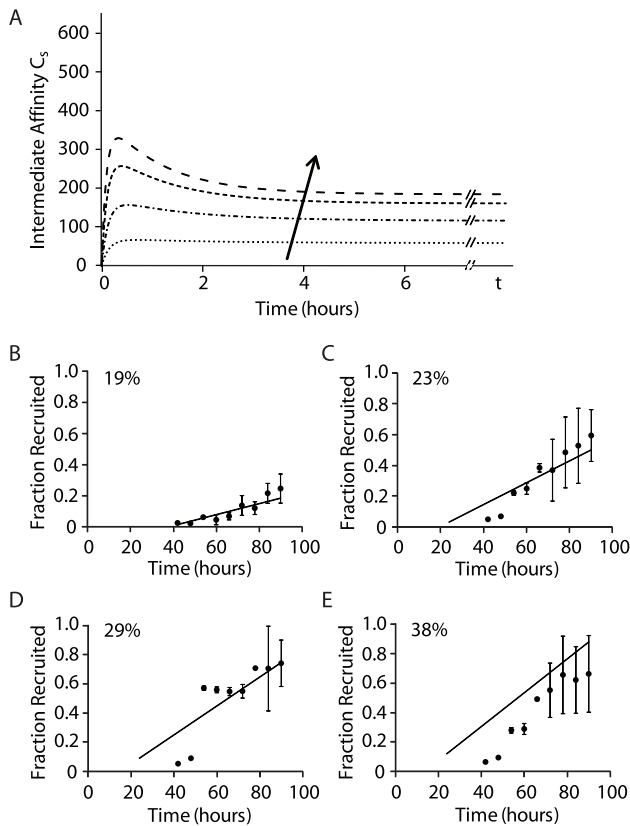 A
Intermediate Affinity Cs
600
500
400
300
200
100
0
0 2 4 6 t
Time (hours)
B
19%
Fraction Recruited
1.0
0.8
0.6
0.4
0.2
0
0 20 40 60 80 100
Time (hours)
C
23%
Fraction Recruited
1.0
0.8
0.6
0.4
0.2
0
0 20 40 60 80 100
Time (hours)
D
29%
Fraction Recruited
1.0
0.8
0.6
0.4
0.2
0
0 20 40 60 80 100
Time (hours)
E
38%
Fraction Recruited
1.0
0.8
0.6
0.4
0.2
0
0 20 40 60 80 100
Time (hours)